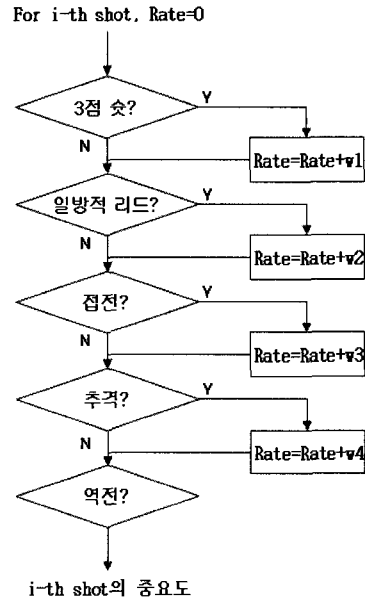 For i-th shot, Rate=0
3점 슛?
Y
N
Rate=Rate+w1
일방적 리드?
Y
N
Rate=Rate+w2
접전?
Y
N
Rate=Rate+w3
추격?
Y
N
Rate=Rate+w4
역전?
i-th shot의 중요도